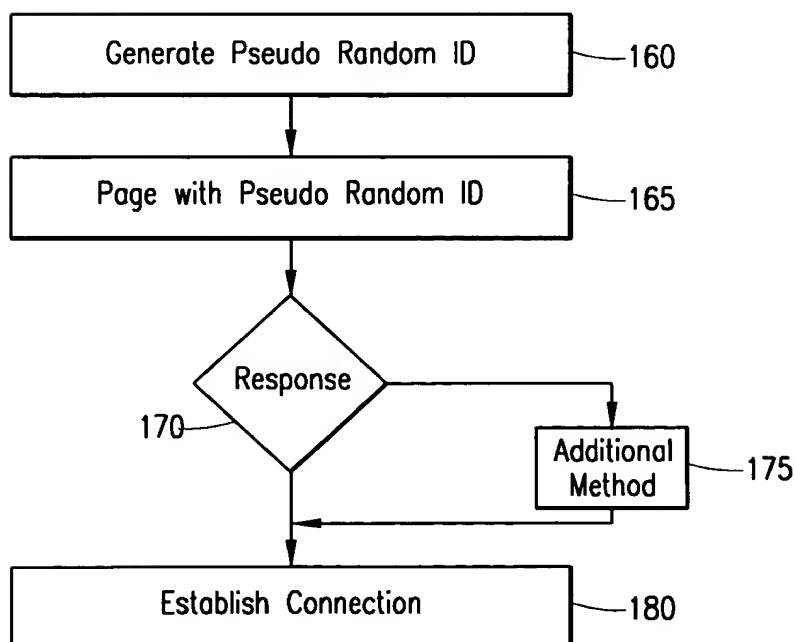 Generate Pseudo Random ID
160
Page with Pseudo Random ID
165
Response
170
Additional
Method
175
Establish Connection
180